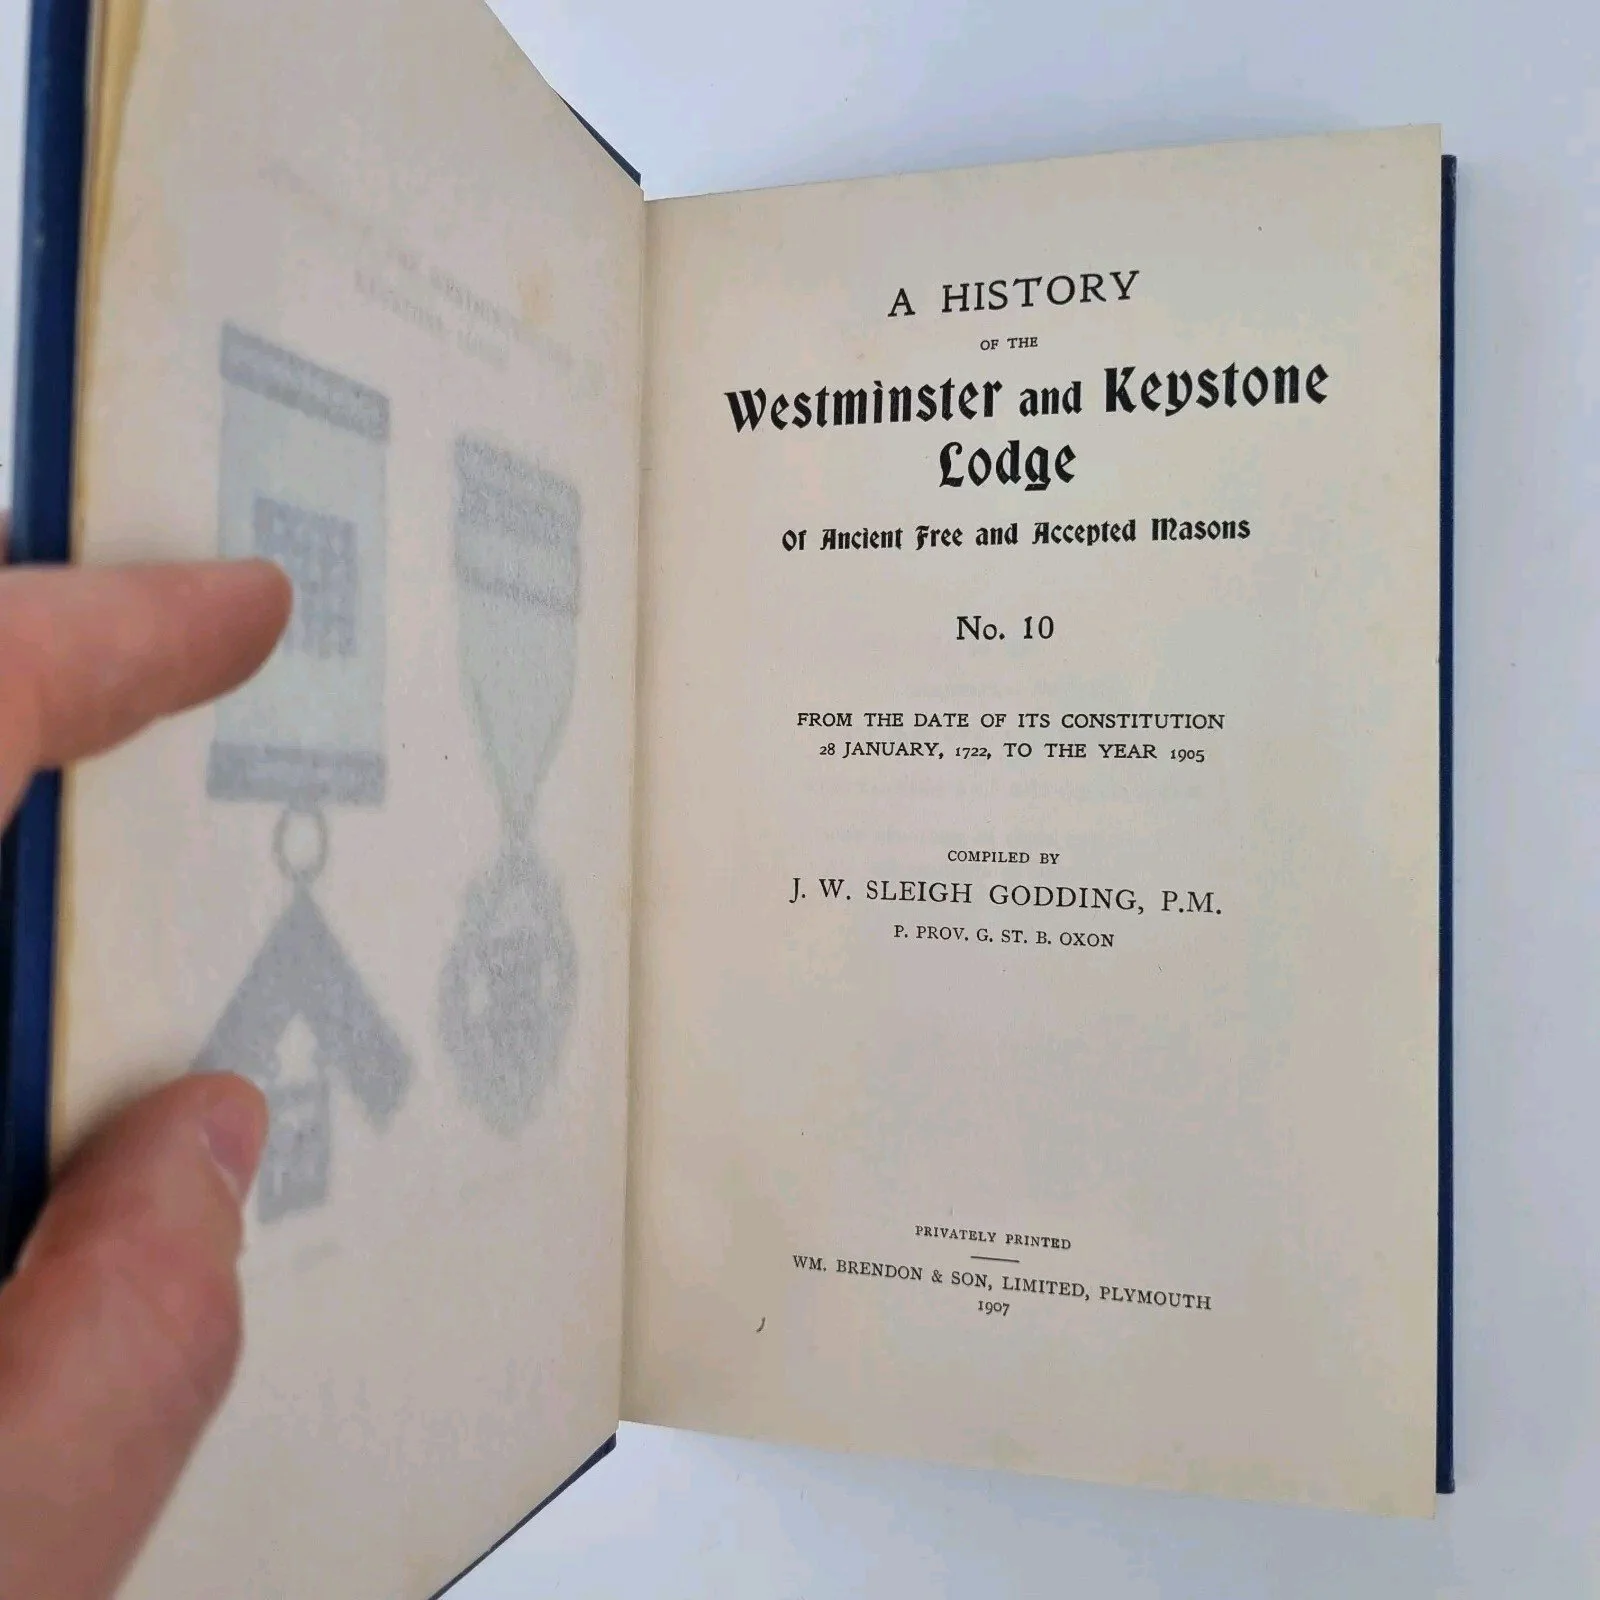 A HISTORY
OF THE
Westminster and Keystone
Lodge
Of Ancient Free and Accepted Masons
No. 10
FROM THE DATE OF ITS CONSTITUTION
28 JANUARY, 1722, TO THE YEAR 1905
COMPILED BY
J. W. SLEIGH GODDING, P.M.
P. PROV. G. ST. B. OXON
PRIVATELY PRINTED
WM. BRENDON & SON, LIMITED, PLYMOUTH
1907